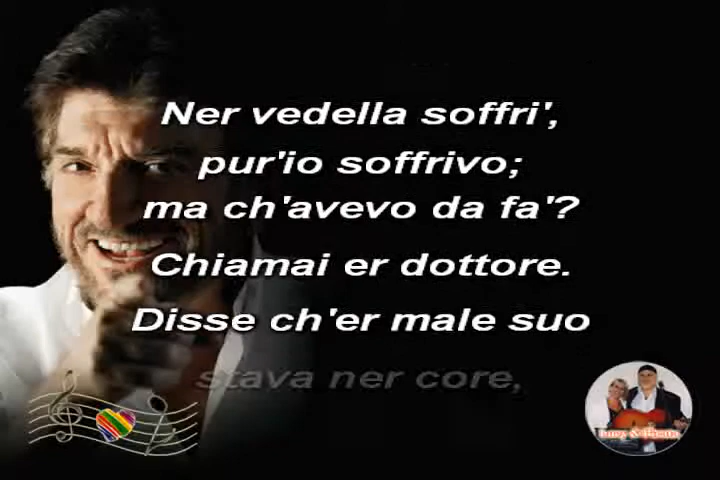 Ner vedella soffri',
pur'io soffrivo;
ma ch'avevo da fa'?
Chiamai er dottore.
Disse ch'er male suo
stava ner core,